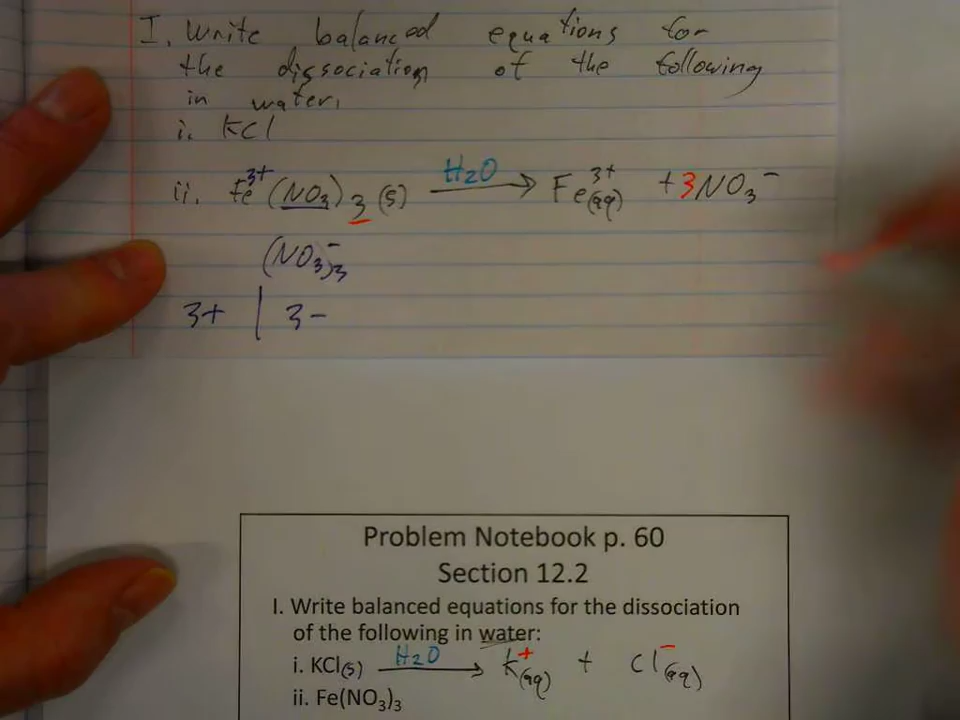 I. Write balanced equations for
the dissociation of the following
in water.
i. KCl
ii. Fe³⁺(NO₃)₃ (s) H₂O → Fe³⁺(aq) + 3NO₃⁻
(NO₃⁻)₃
3+ | 3-
Problem Notebook p. 60
Section 12.2
I. Write balanced equations for the dissociation
of the following in water:
i. KCl(s) H₂O → K⁺(aq) + Cl⁻(aq)
ii. Fe(NO₃)₃